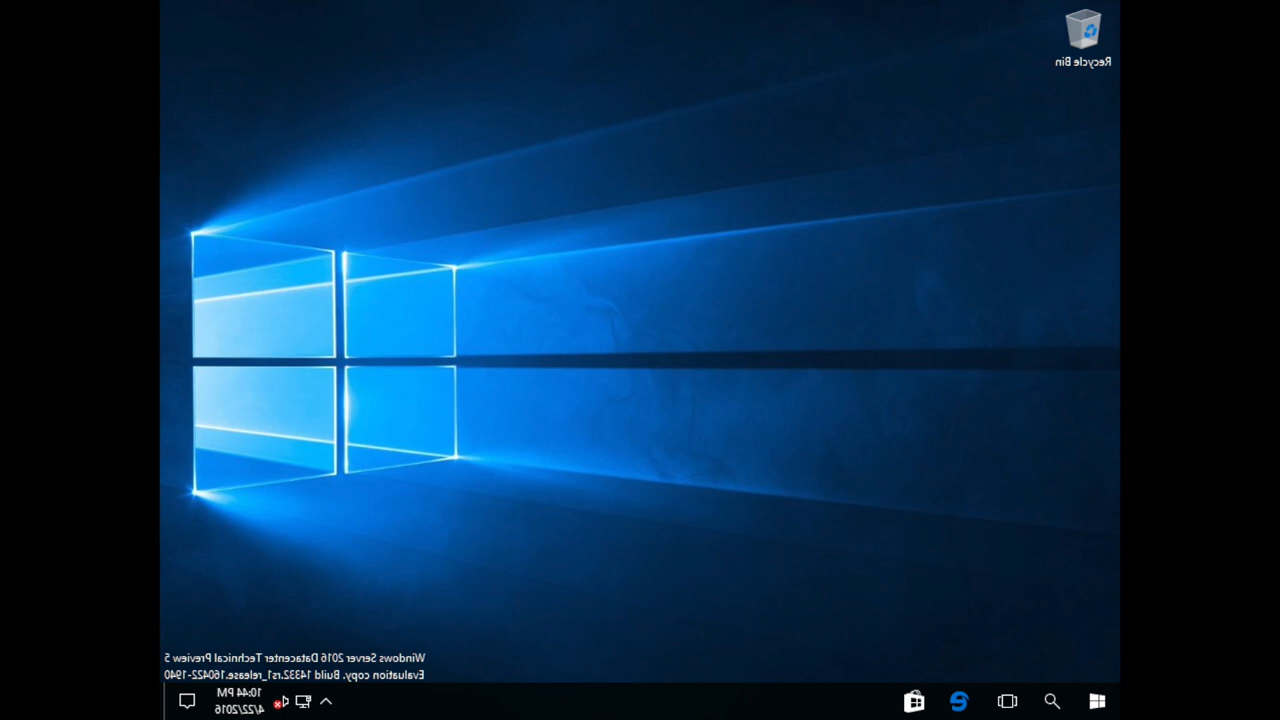 Recycle Bin
Windows Server 2016 Datacenter Technical Preview 5
Evaluation copy. Build 14332.rs1_release.160422-1940
10:44 PM
4/22/2016